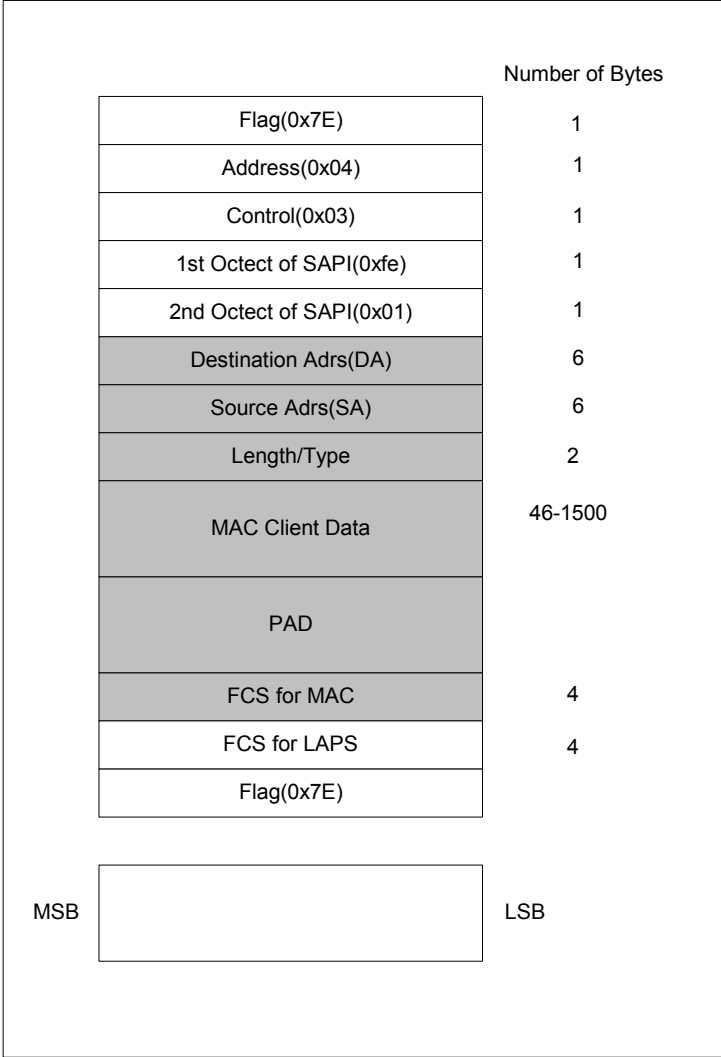 Number of Bytes
Flag(0x7E) 1
Address(0x04) 1
Control(0x03) 1
1st Octect of SAPI(0xfe) 1
2nd Octect of SAPI(0x01) 1
Destination Adrs(DA) 6
Source Adrs(SA) 6
Length/Type 2
MAC Client Data 46-1500
PAD
FCS for MAC 4
FCS for LAPS 4
Flag(0x7E)
MSB LSB